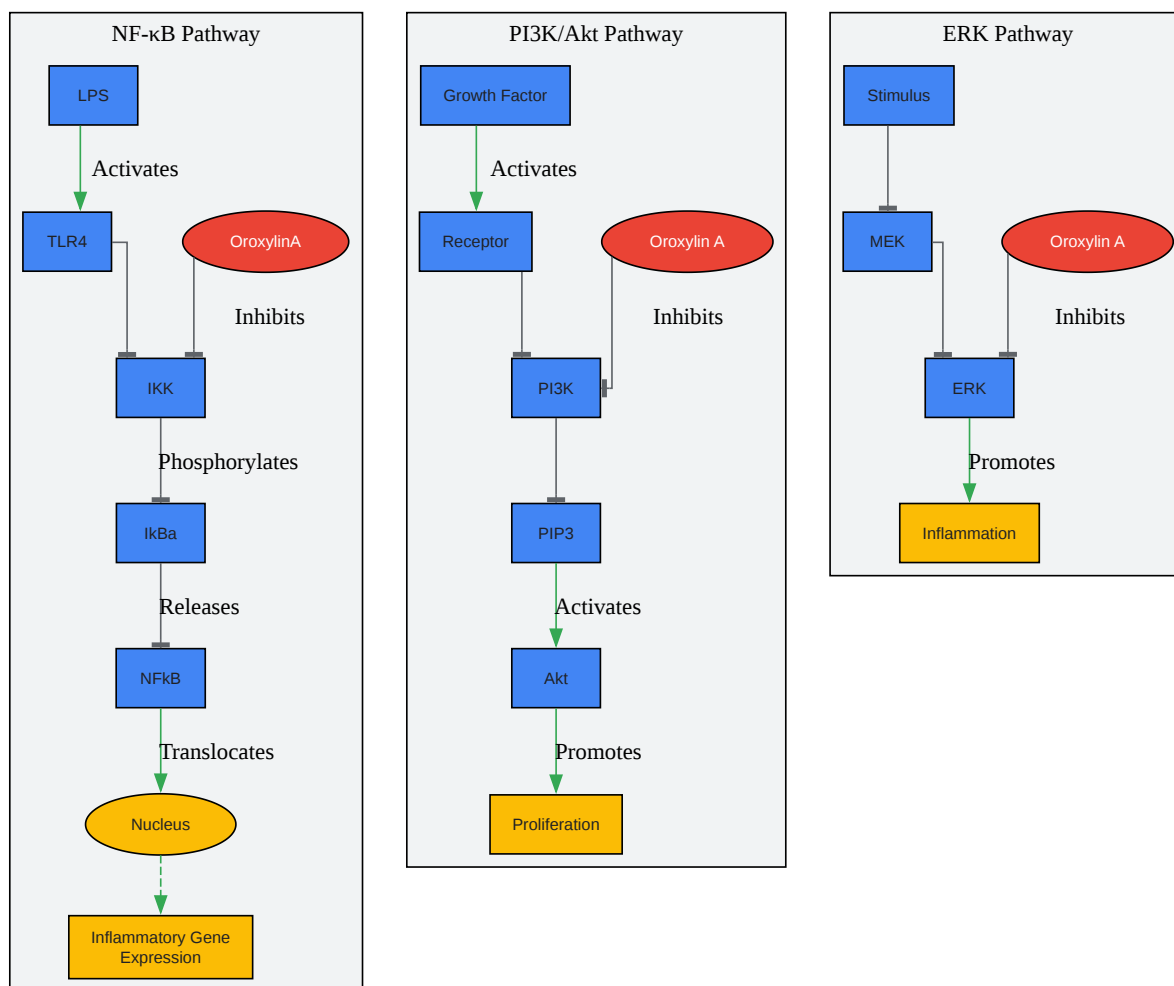 NF-κB Pathway
LPS
Activates
TLR4
OroxylinA
Inhibits
IKK
Phosphorylates
IkBa
Releases
NFkB
Translocates
Nucleus
Inflammatory Gene
Expression
PI3K/Akt Pathway
Growth Factor
Activates
Receptor
Oroxylin A
Inhibits
PI3K
PIP3
Activates
Akt
Promotes
Proliferation
ERK Pathway
Stimulus
MEK
Oroxylin A
Inhibits
ERK
Promotes
Inflammation